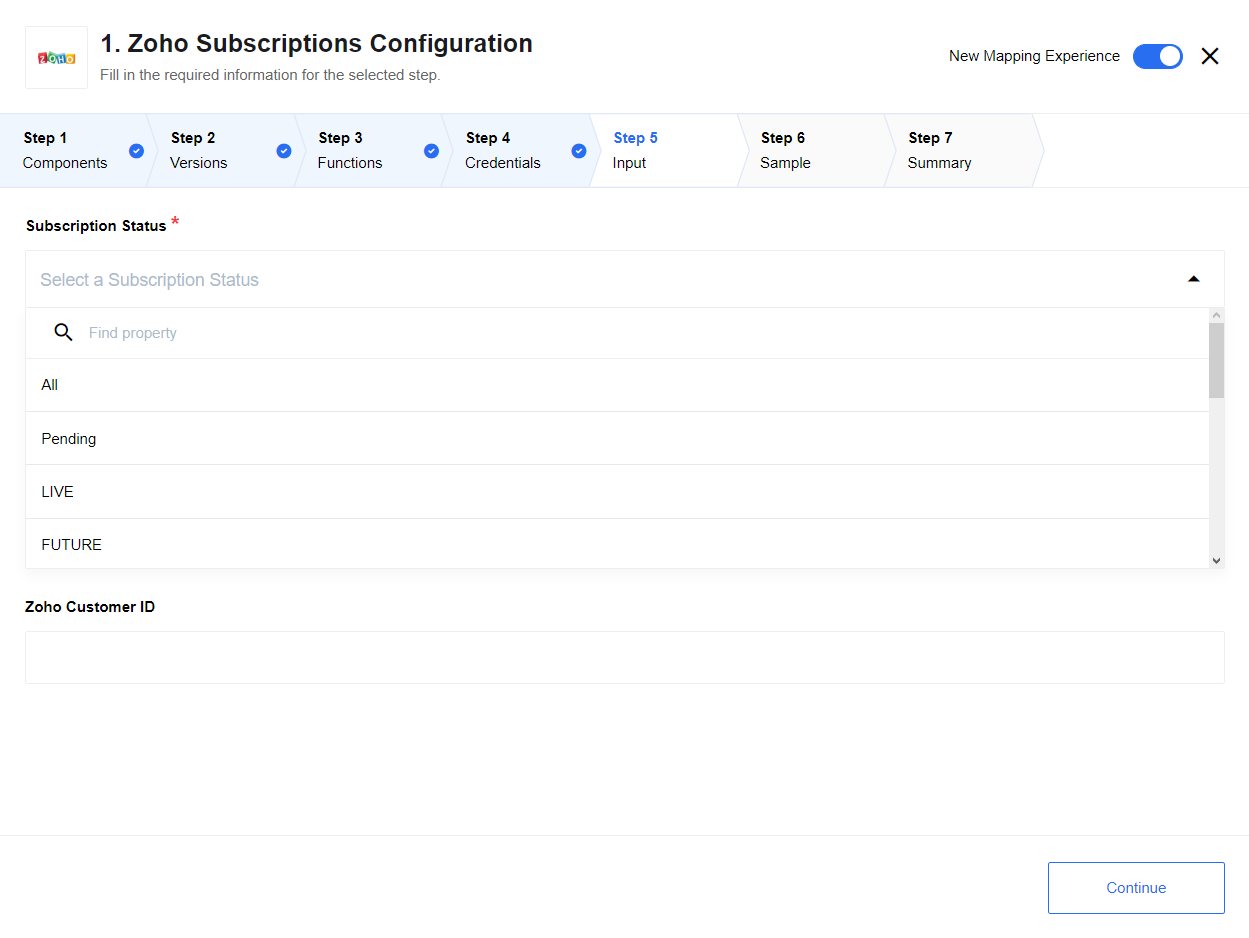 ZOHO
1. Zoho Subscriptions Configuration
Fill in the required information for the selected step.
New Mapping Experience
Step 1
Components
Step 2
Versions
Step 3
Functions
Step 4
Credentials
Step 5
Input
Step 6
Sample
Step 7
Summary
Subscription Status *
Select a Subscription Status
Find property
All
Pending
LIVE
FUTURE
Zoho Customer ID
Continue